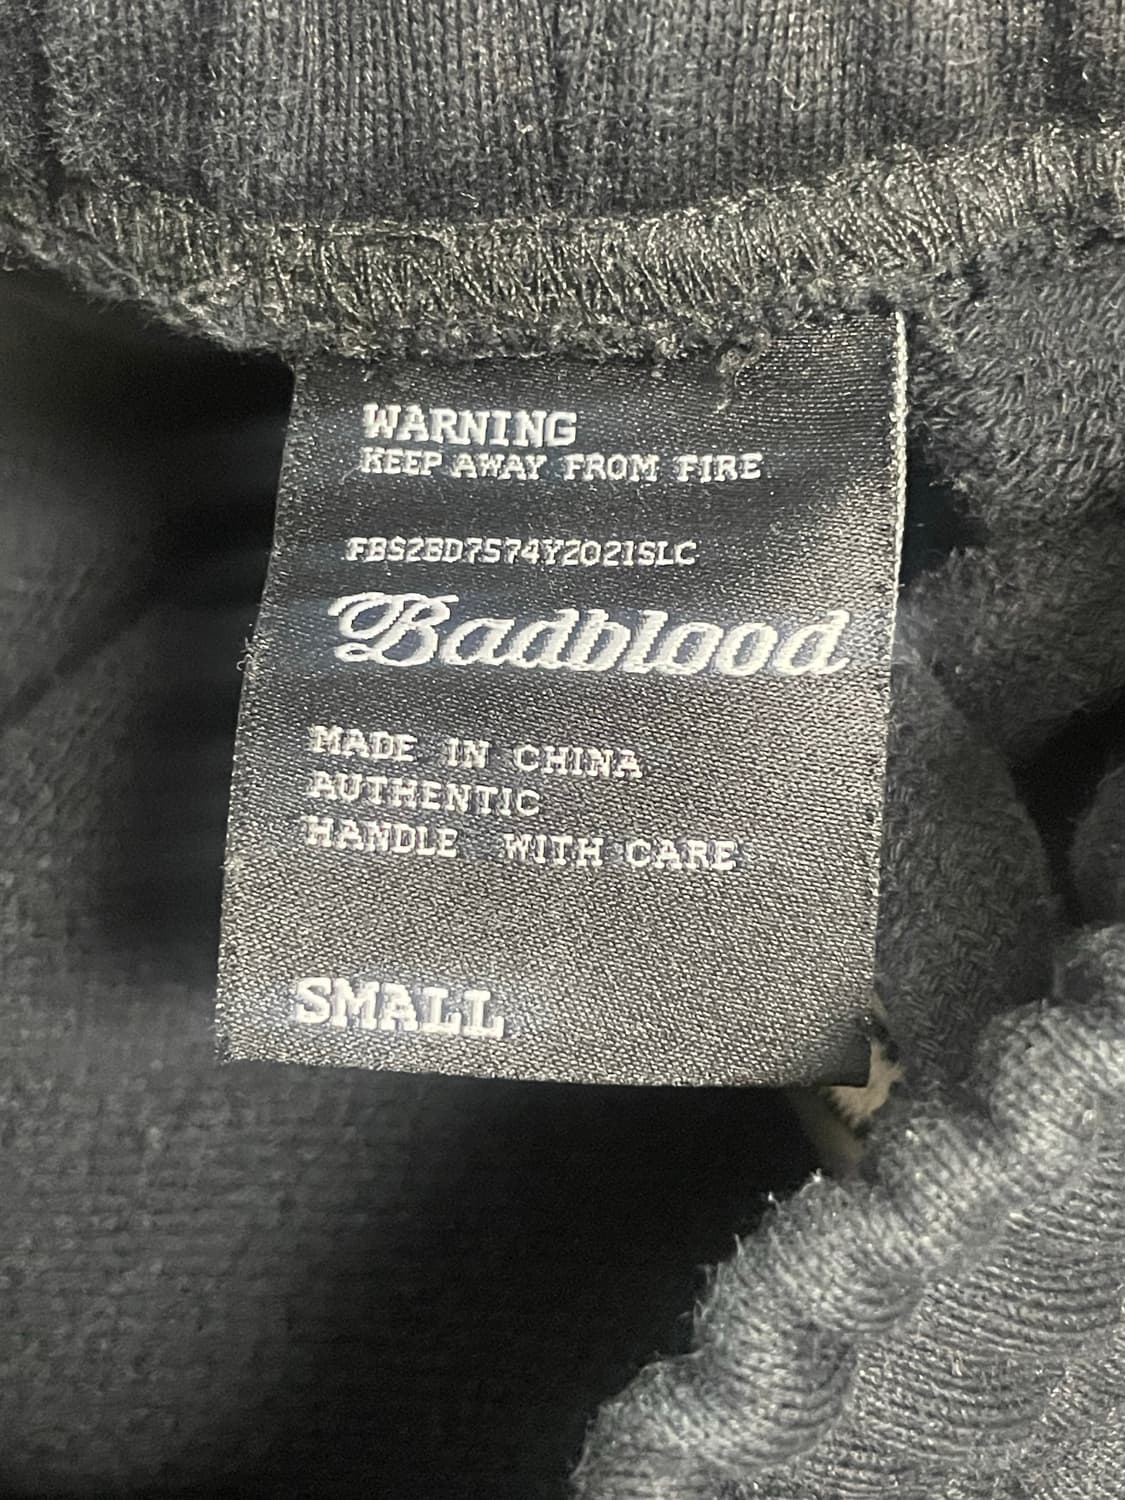 WARNING
KEEP AWAY FROM FIRE
FBS2BD7574Y2021SLC
Badblood
MADE IN CHINA
AUTHENTIC
HANDLE WITH CARE
SMALL